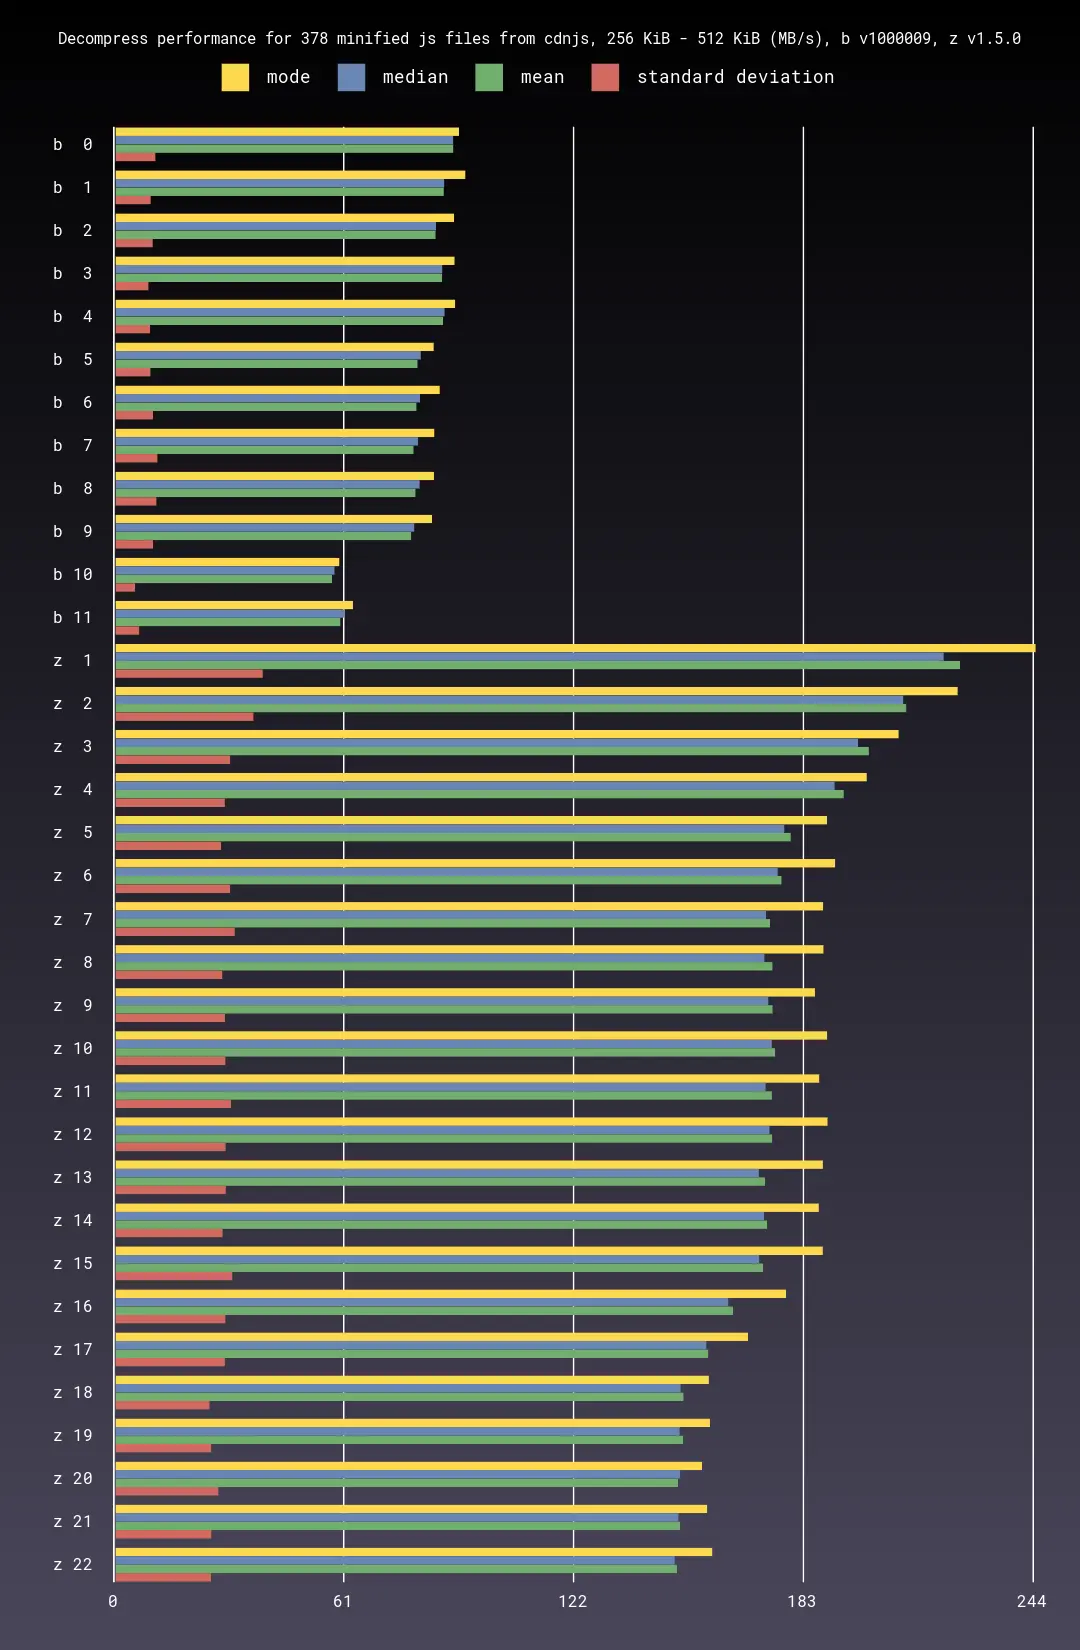 Decompress performance for 378 minified js files from cdnjs, 256 KiB - 512 KiB (MB/s), b v1000009, z v1.5.0
mode median mean standard deviation
b 0
b 1
b 2
b 3
b 4
b 5
b 6
b 7
b 8
b 9
b 10
b 11
z 1
z 2
z 3
z 4
z 5
z 6
z 7
z 8
z 9
z 10
z 11
z 12
z 13
z 14
z 15
z 16
z 17
z 18
z 19
z 20
z 21
z 22
0 61 122 183 244